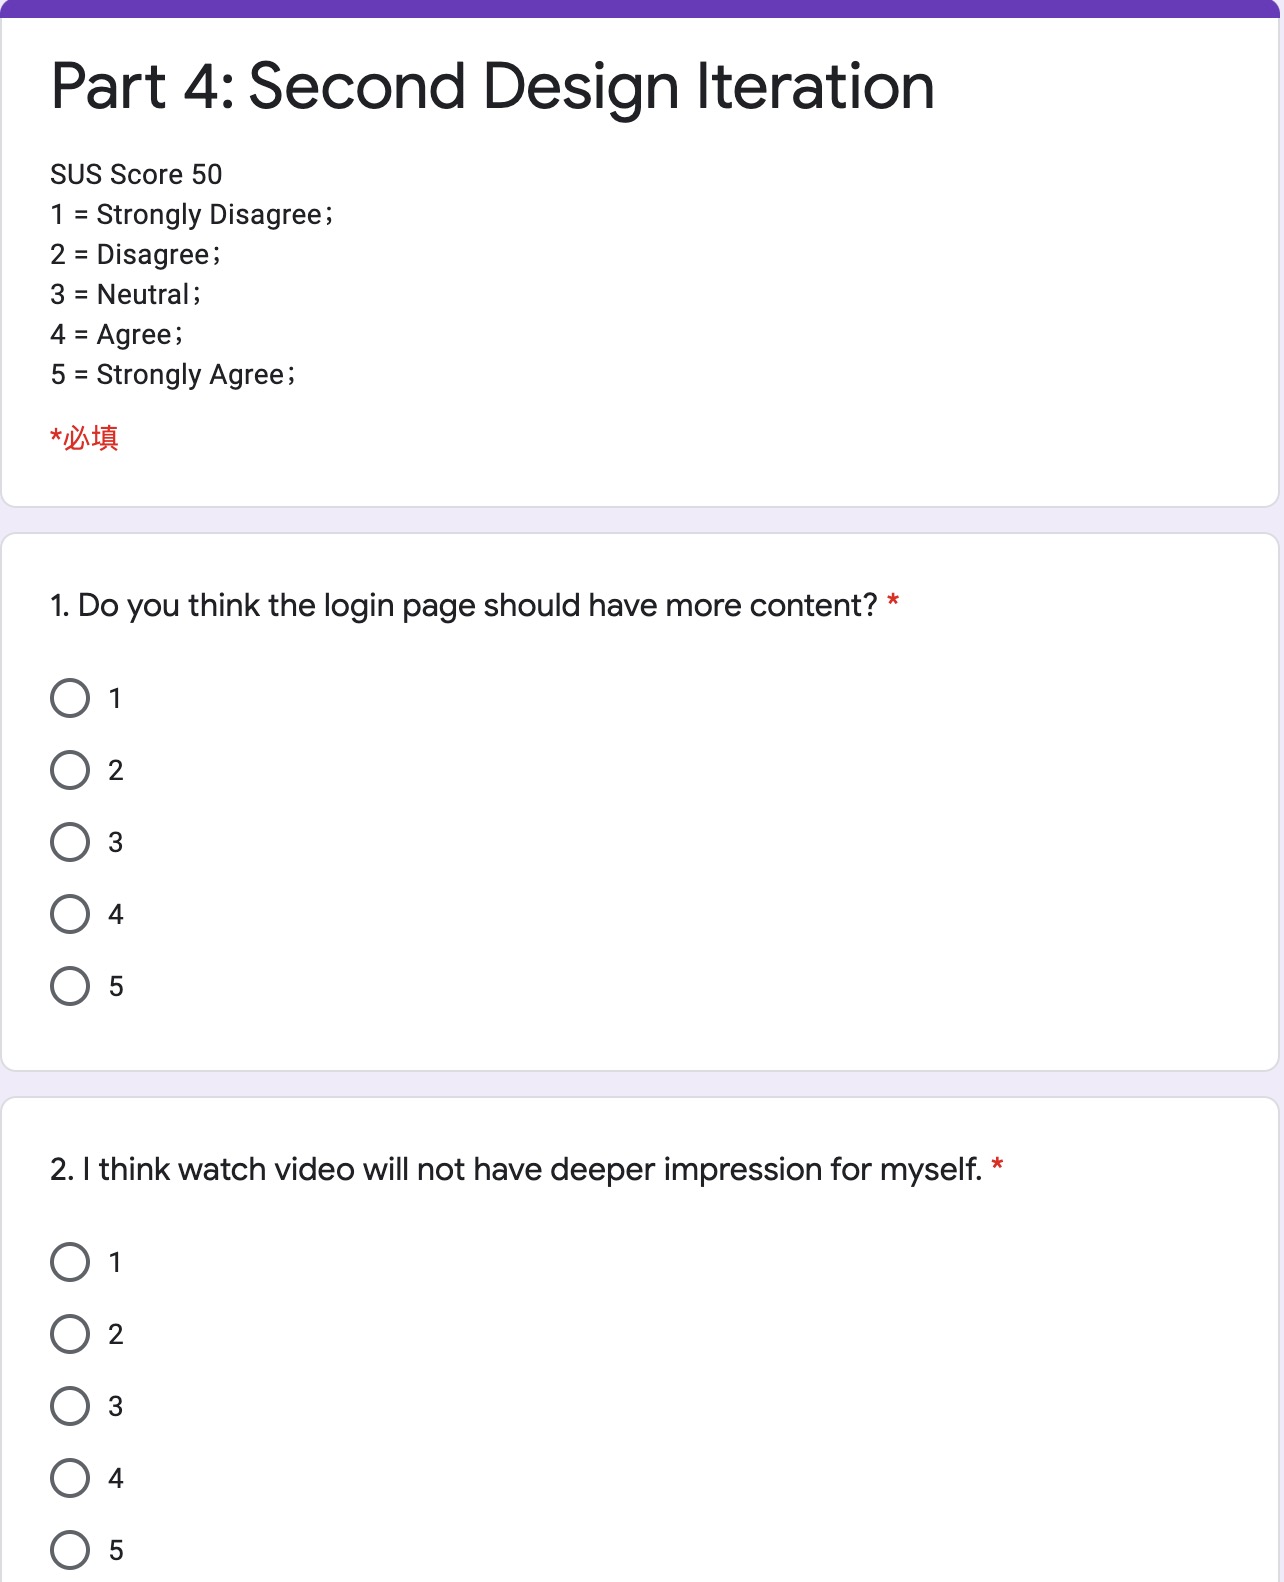 Part 4: Second Design Iteration
SUS Score 50
1 = Strongly Disagree；
2 = Disagree；
3 = Neutral；
4 = Agree；
5 = Strongly Agree；
*必填
1. Do you think the login page should have more content? *
1
2
3
4
5
2. I think watch video will not have deeper impression for myself. *
1
2
3
4
5